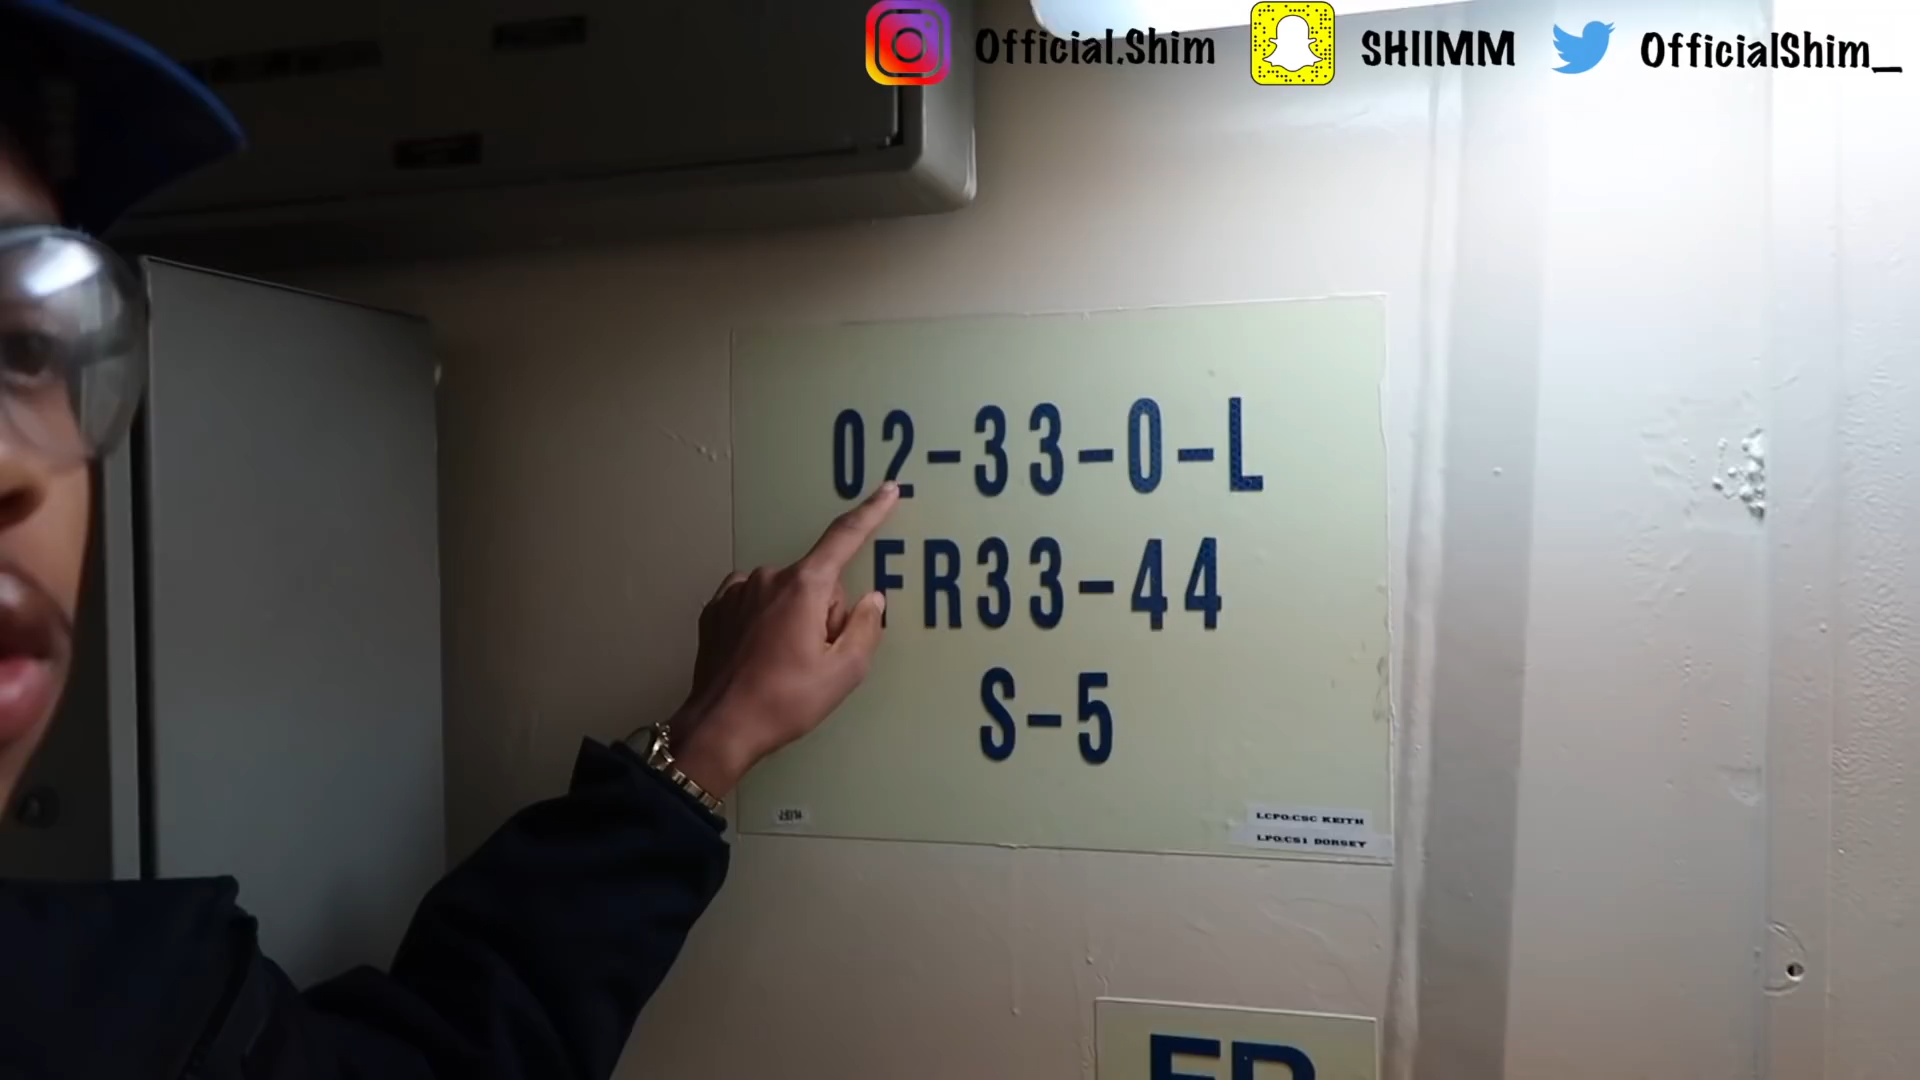 Official.Shim SHIIMM OfficialShim_
02-33-0-L
FR33-44
S-5
LCPO:CSC KEITH
LPO:CS1 DORSEY